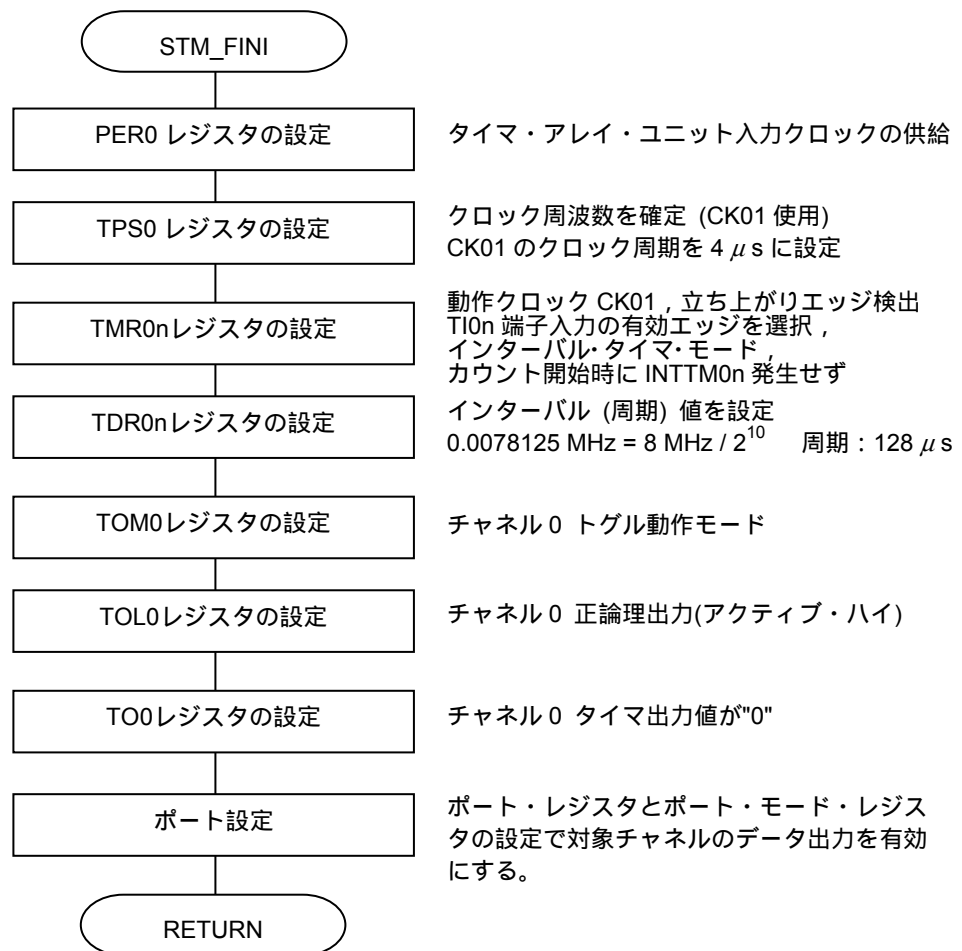 STM_FINI
PER0 レジスタの設定
タイマ・アレイ・ユニット入力クロックの供給
TPS0 レジスタの設定
クロック周波数を確定 (CK01 使用)
CK01 のクロック周期を 4 μs に設定
TMR0nレジスタの設定
動作クロック CK01 , 立ち上がりエッジ検出
TI0n 端子入力の有効エッジを選択 ,
インターバル・タイマ・モード ,
カウント開始時に INTTM0n 発生せず
TDR0nレジスタの設定
インターバル (周期) 値を設定
0.0078125 MHz = 8 MHz / 2^10 周期 : 128 μs
TOM0レジスタの設定
チャネル 0 トグル動作モード
TOL0レジスタの設定
チャネル 0 正論理出力(アクティブ・ハイ)
TO0レジスタの設定
チャネル 0 タイマ出力値が"0"
ポート設定
ポート・レジスタとポート・モード・レジス
タの設定で対象チャネルのデータ出力を有効
にする。
RETURN